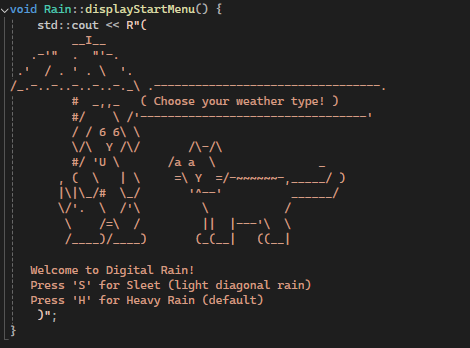 void Rain::displayStartMenu() {
    std::cout << R"(
         __I__
   .-'"  .  "'-.
 .'  / . ' . \  '.
/_.-..-..-..-..-._\ .---------------------------------.
         #  _,,_   ( Choose your weather type! )
         #/    \ /'---------------------------------'
         / / 6 6\ \
         \/\  Y /\/       /\-/\
         #/ 'U \       /a a  \               _
       , (  \   | \     =\ Y  =/-~~~~~~-,_____/ )
       |\|\_/#  \_/       '^--'          ______/
       \/'.  \  /'\         \           /
        \    /=\  /         ||  |---'\  \
        /____)/____)       (_(__|   ((__|

   Welcome to Digital Rain!
   Press 'S' for Sleet (light diagonal rain)
   Press 'H' for Heavy Rain (default)
    )";
}